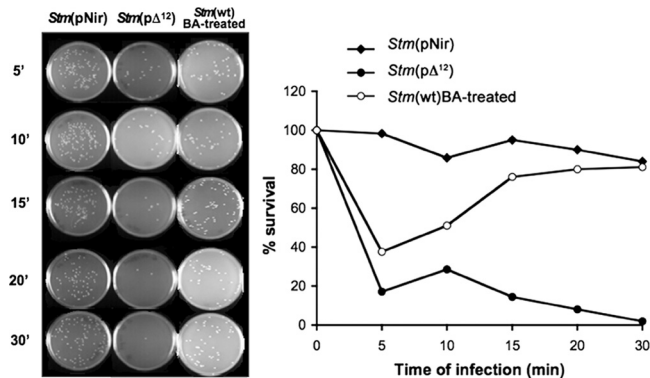 Stm(pNir) Stm(pΔ¹²) Stm(wt)
BA-treated
5'
10'
15'
20'
30'
Stm(pNir)
Stm(pΔ¹²)
Stm(wt)BA-treated
120
100
80
60
40
20
0
% survival
0 5 10 15 20 30
Time of infection (min)